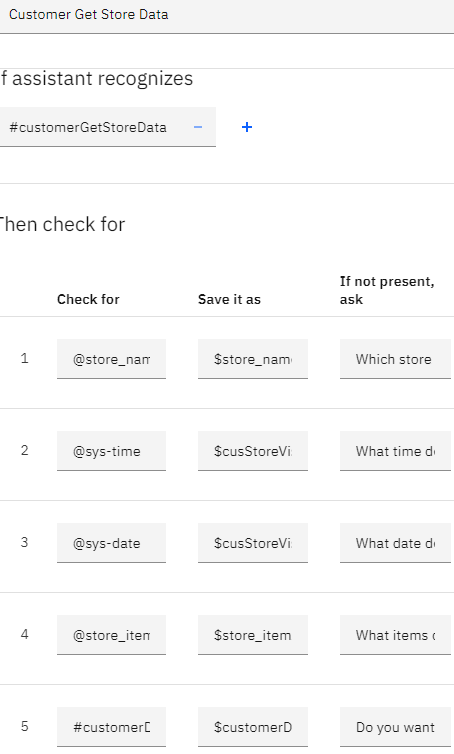 Customer Get Store Data
f assistant recognizes
#customerGetStoreData − +
Then check for
Check for Save it as If not present, ask
1 @store_nam $store_nam Which store
2 @sys-time $cusStoreVi What time d
3 @sys-date $cusStoreVi What date d
4 @store_item $store_item What items
5 #customerD $customerD Do you want